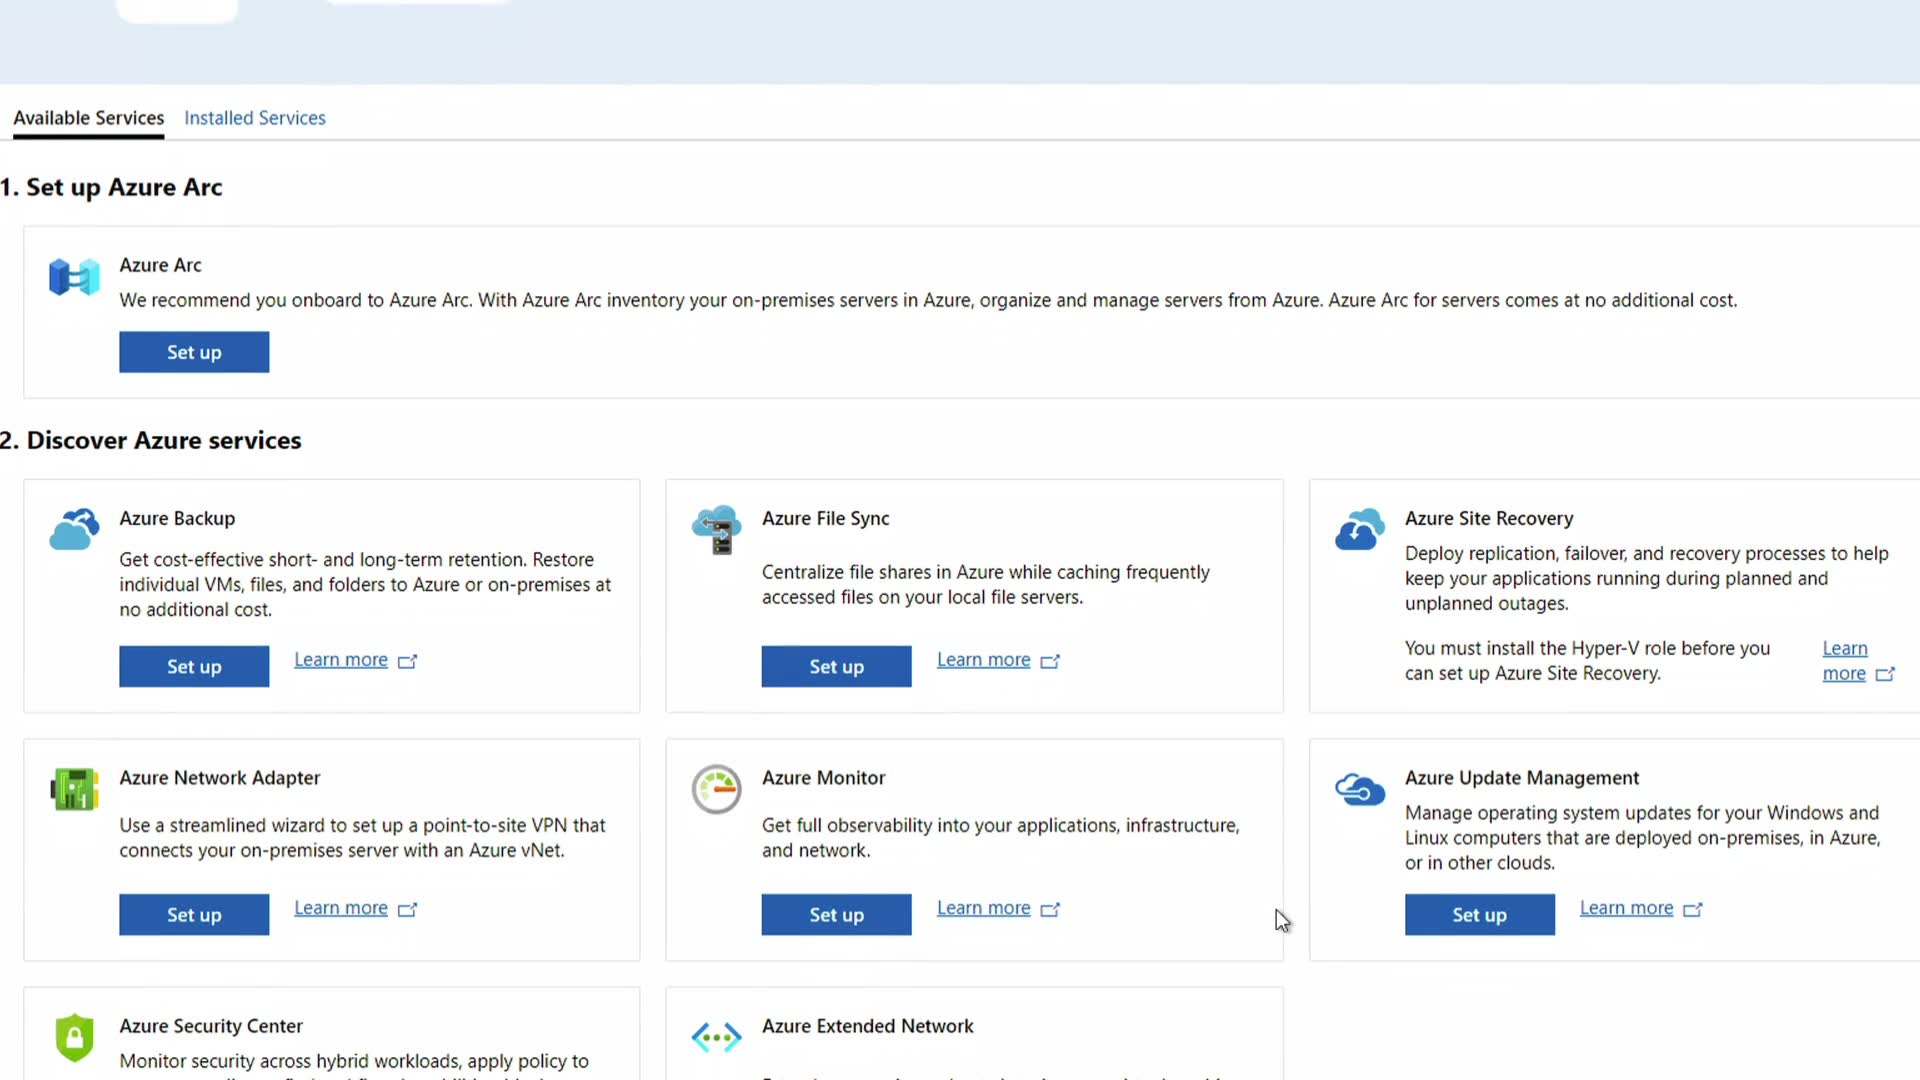 Available Services
Installed Services
1. Set up Azure Arc
Azure Arc
We recommend you onboard to Azure Arc. With Azure Arc inventory your on-premises servers in Azure, organize and manage servers from Azure. Azure Arc for servers comes at no additional cost.
Set up
2. Discover Azure services
Azure Backup
Get cost-effective short- and long-term retention. Restore
individual VMs, files, and folders to Azure or on-premises at
no additional cost.
Set up
Learn more
Azure File Sync
Centralize file shares in Azure while caching frequently
accessed files on your local file servers.
Set up
Learn more
Azure Site Recovery
Deploy replication, failover, and recovery processes to help
keep your applications running during planned and
unplanned outages.
You must install the Hyper-V role before you
can set up Azure Site Recovery.
Learn
more
Azure Network Adapter
Use a streamlined wizard to set up a point-to-site VPN that
connects your on-premises server with an Azure vNet.
Set up
Learn more
Azure Monitor
Get full observability into your applications, infrastructure,
and network.
Set up
Learn more
Azure Update Management
Manage operating system updates for your Windows and
Linux computers that are deployed on-premises, in Azure,
or in other clouds.
Set up
Learn more
Azure Security Center
Monitor security across hybrid workloads, apply policy to
Azure Extended Network